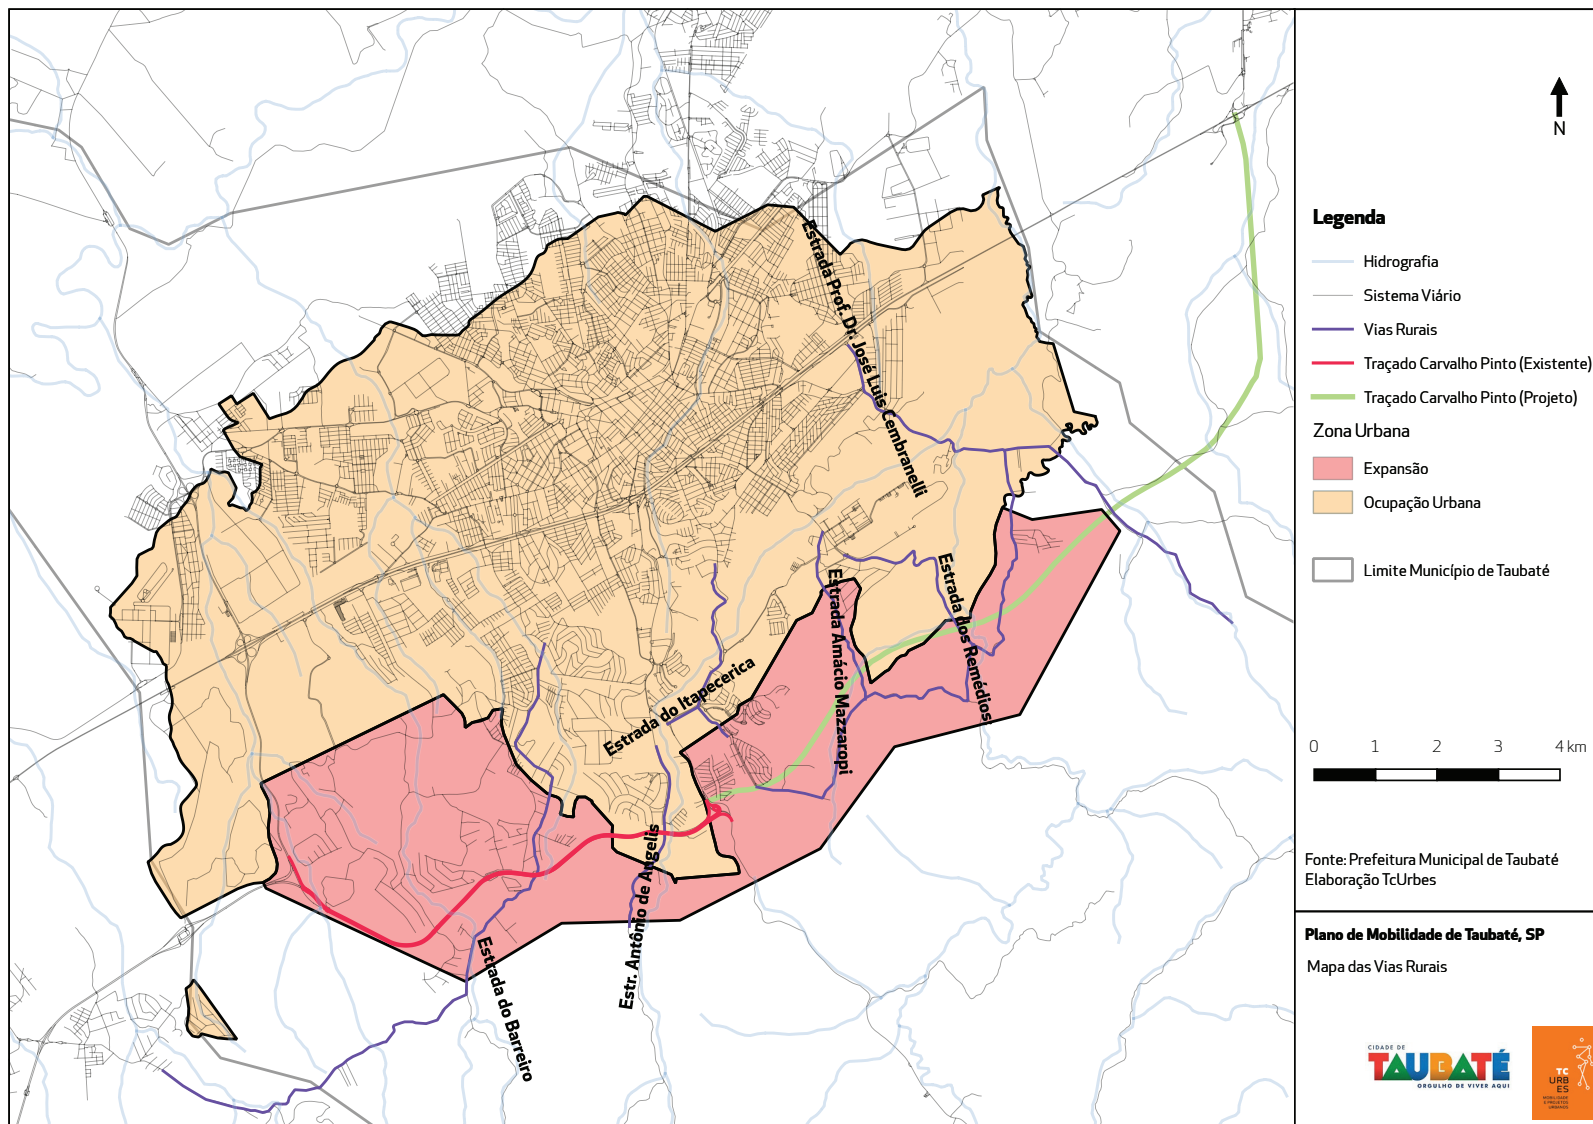 Estrada Prof. Dr. José Luis Cembranelli
Estrada dos Remédios
Estrada Amácio Mazzaropi
Estrada do Itapecerica
Estr. Antônio de Angelis
Estrada do Barreiro
N
Legenda
Hidrografia
Sistema Viário
Vias Rurais
Traçado Carvalho Pinto (Existente)
Traçado Carvalho Pinto (Projeto)
Zona Urbana
Expansão
Ocupação Urbana
Limite Município de Taubaté
0 1 2 3 4 km
Fonte: Prefeitura Municipal de Taubaté
Elaboração TcUrbes
Plano de Mobilidade de Taubaté, SP
Mapa das Vias Rurais
CIDADE DE
TAUBATÉ
ORGULHO DE VIVER AQUI
TC
URB
ES
MOBILIDADE
E PROJETOS
URBANOS